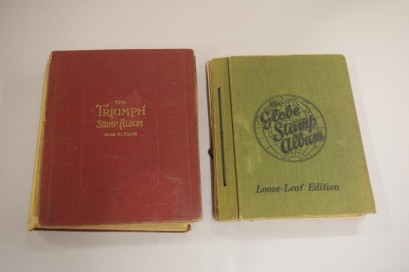 THE
TRIUMPH
STAMP ALBUM
The
Globe
Stamp
Album
Loose-Leaf Edition